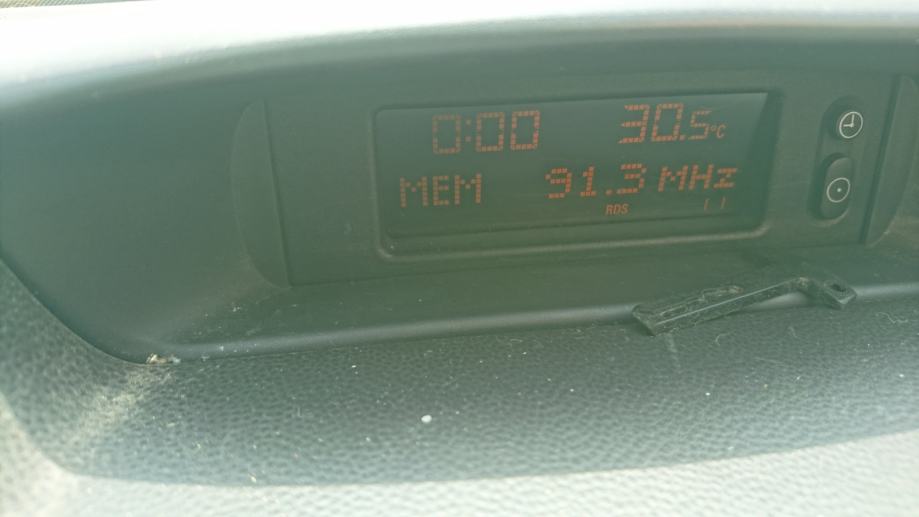 0:00 30.5°C
MEM 91.3 MHz
RDS [ ]